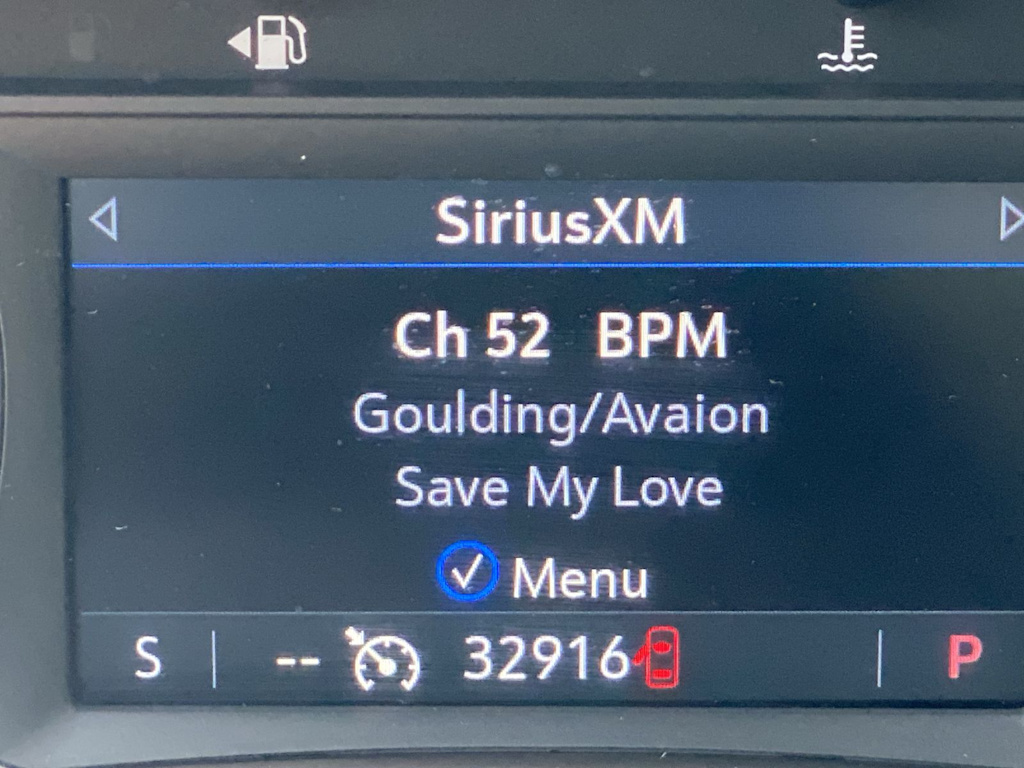 SiriusXM
Ch 52 BPM
Goulding/Avaion
Save My Love
Menu
S -- 32916 P